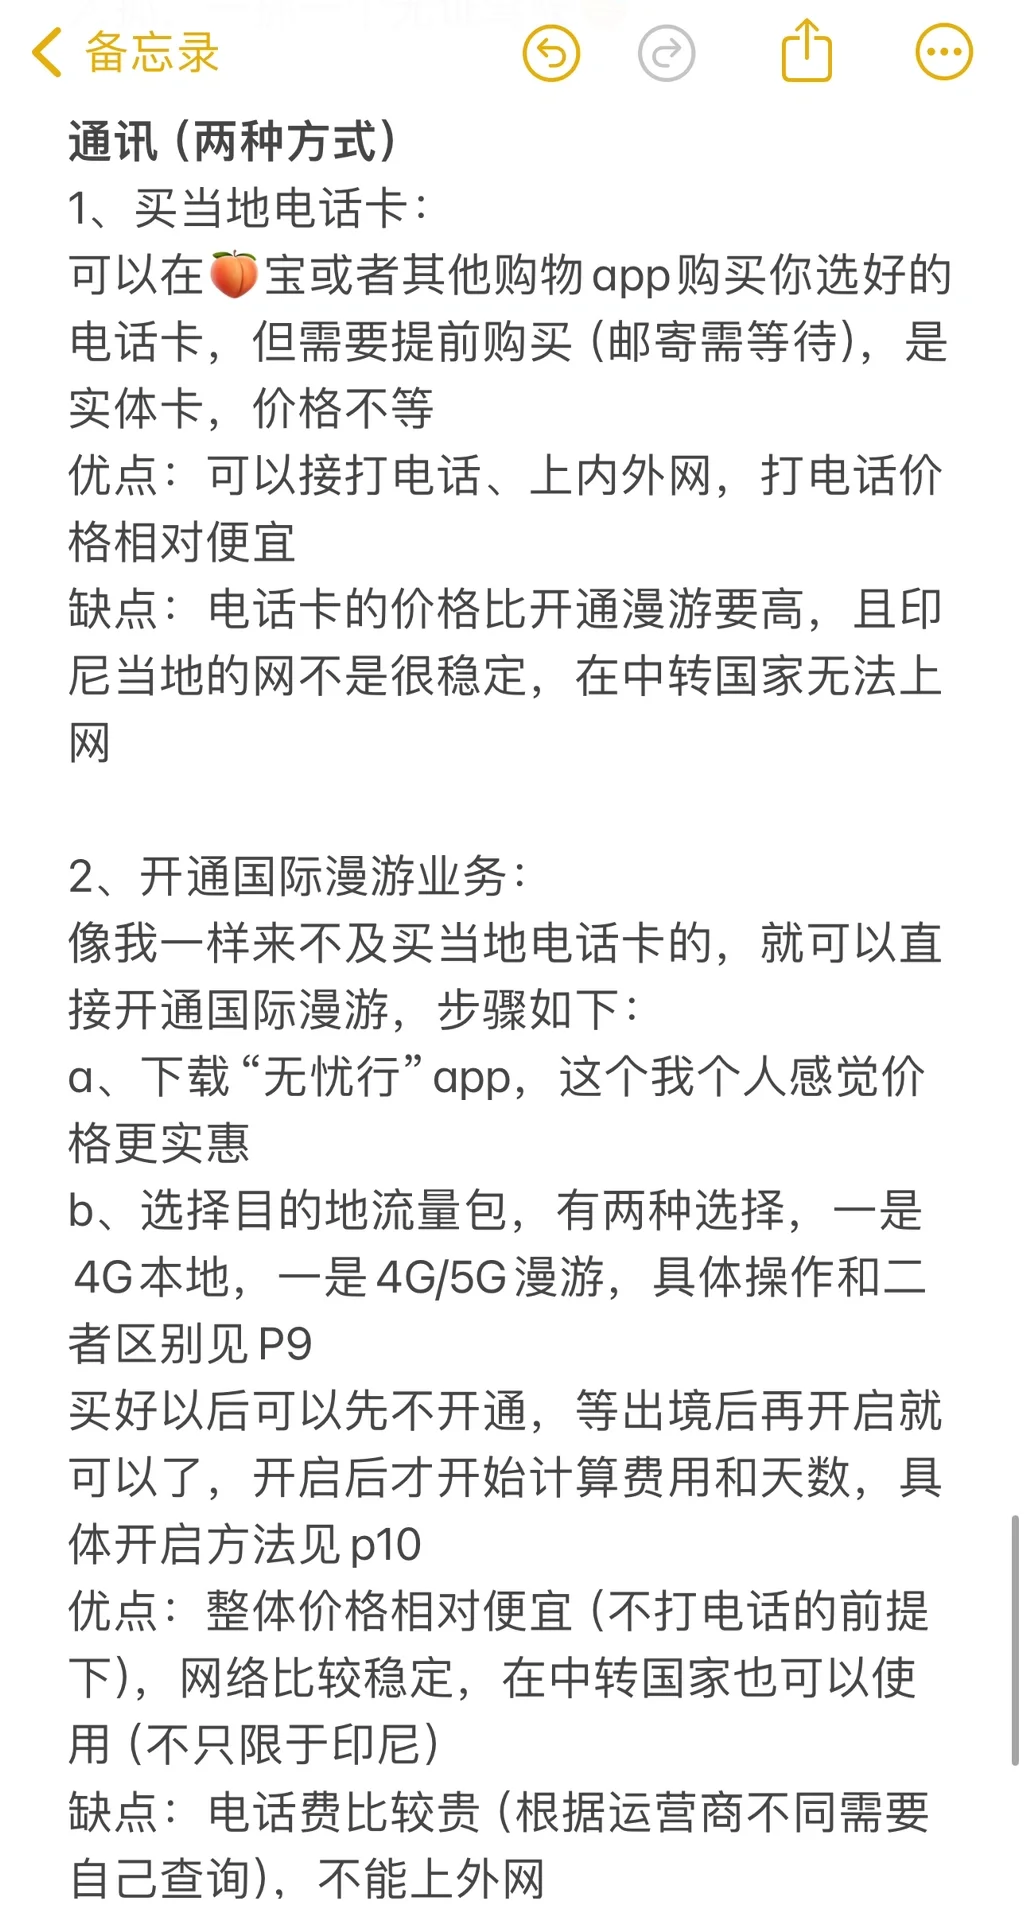 备忘录
通讯（两种方式）
1、买当地电话卡：
可以在🍑宝或者其他购物app购买你选好的
电话卡，但需要提前购买（邮寄需等待），是
实体卡，价格不等
优点：可以接打电话、上内外网，打电话价
格相对便宜
缺点：电话卡的价格比开通漫游要高，且印
尼当地的网不是很稳定，在中转国家无法上
网
2、开通国际漫游业务：
像我一样来不及买当地电话卡的，就可以直
接开通国际漫游，步骤如下：
a、下载“无忧行”app，这个我个人感觉价
格更实惠
b、选择目的地流量包，有两种选择，一是
4G本地，一是4G/5G漫游，具体操作和二
者区别见P9
买好以后可以先不开通，等出境后再开启就
可以了，开启后才开始计算费用和天数，具
体开启方法见p10
优点：整体价格相对便宜（不打电话的前提
下），网络比较稳定，在中转国家也可以使
用（不只限于印尼）
缺点：电话费比较贵（根据运营商不同需要
自己查询），不能上外网